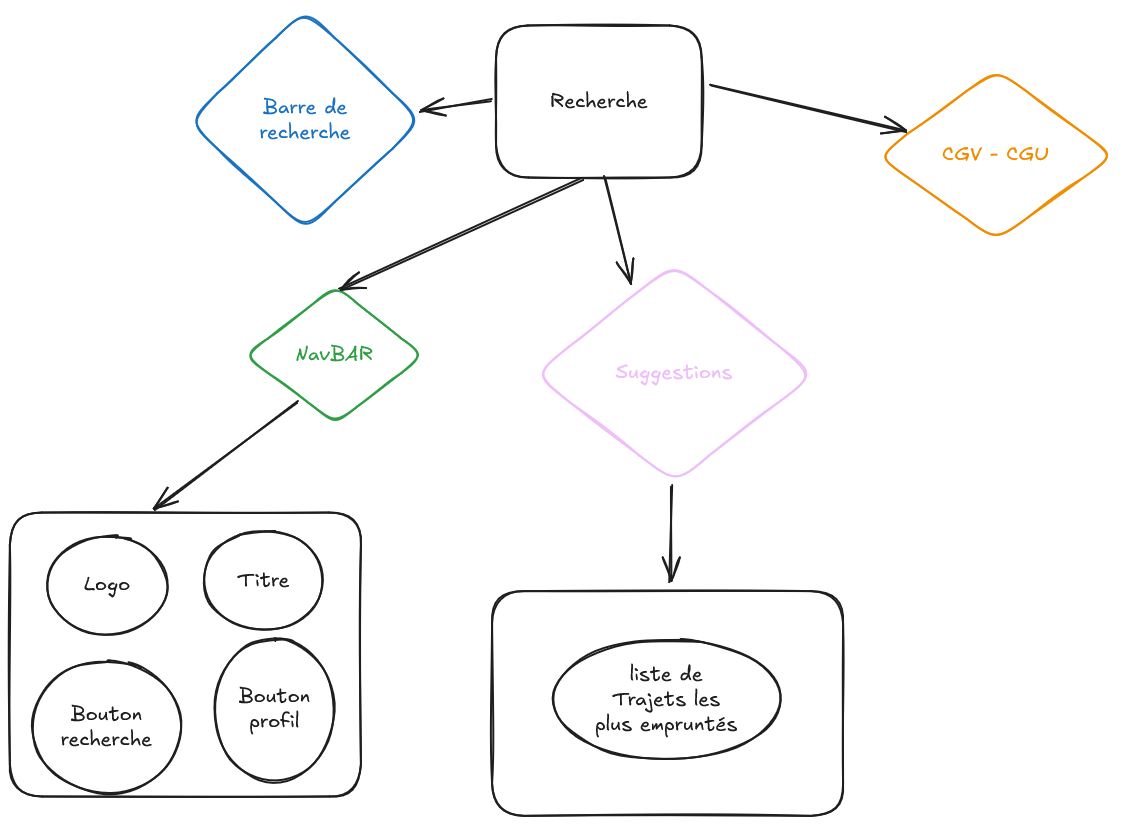 Recherche
Barre de
recherche
CGV - CGU
NavBAR
Suggestions
Logo
Titre
Bouton
recherche
Bouton
profil
liste de
Trajets les
plus empruntés